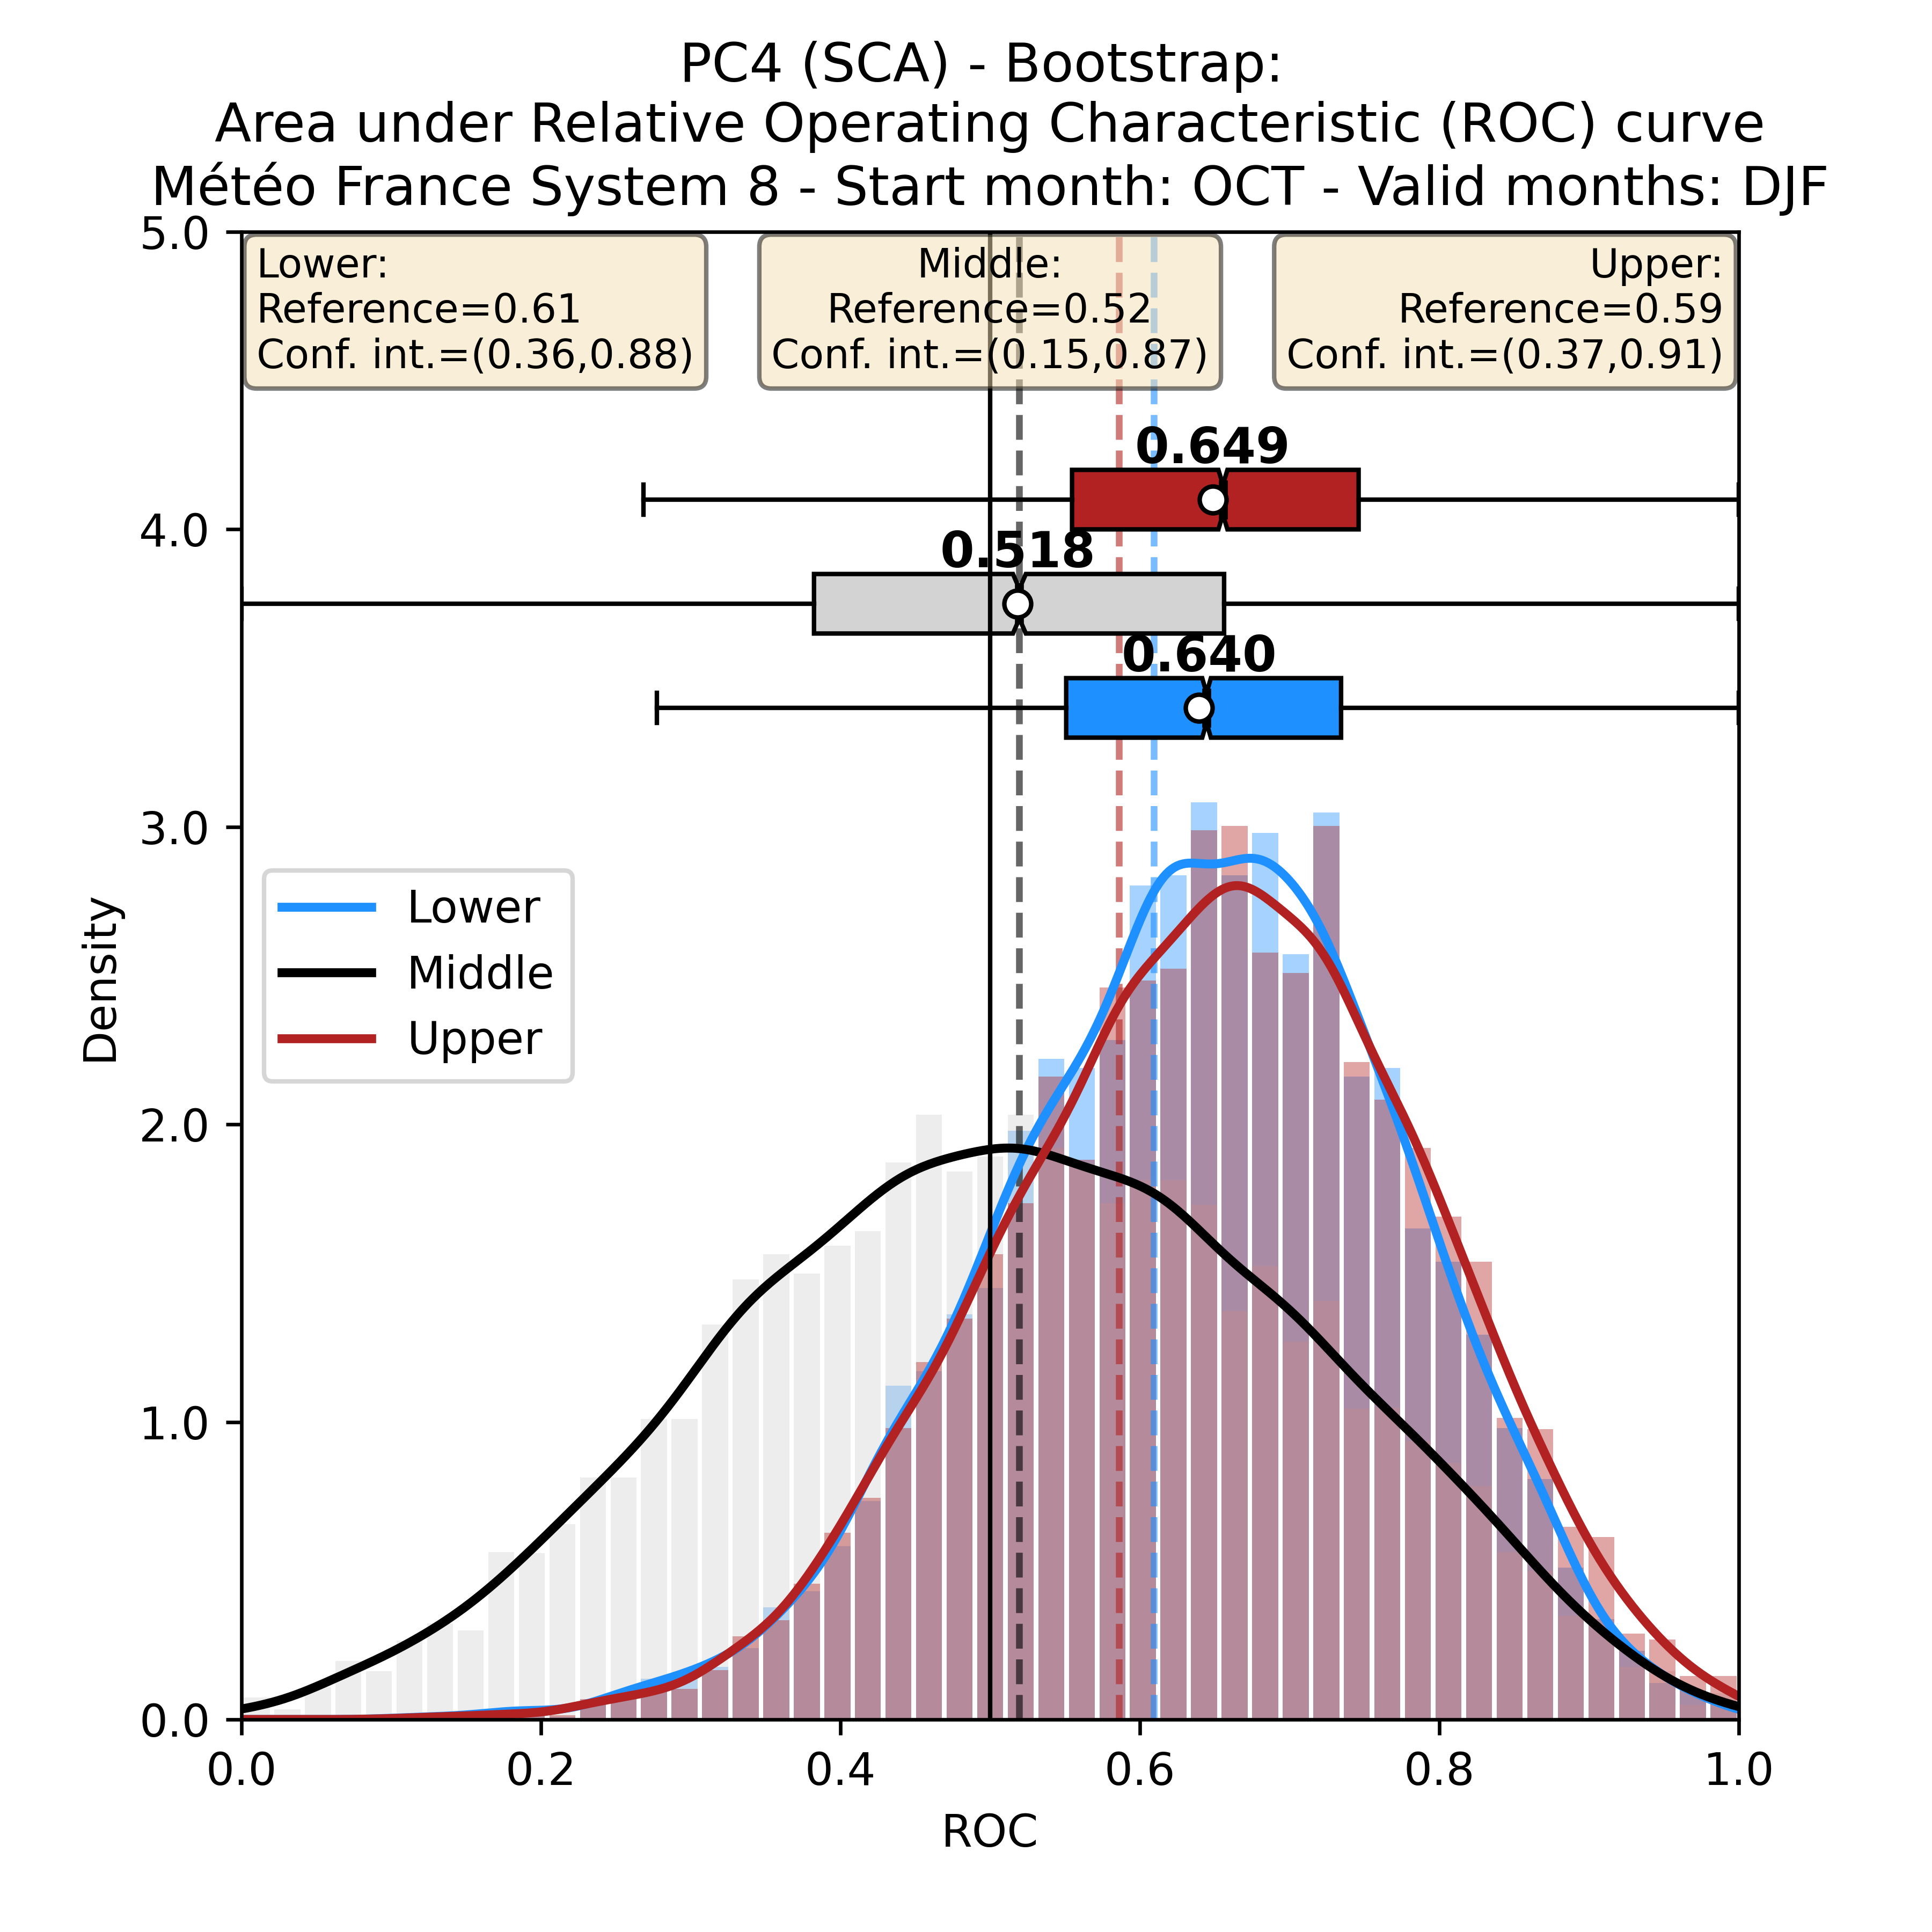 PC4 (SCA) - Bootstrap:
Area under Relative Operating Characteristic (ROC) curve
Météo France System 8 - Start month: OCT - Valid months: DJF
Lower:
Reference=0.61
Conf. int.=(0.36,0.88)
Middle:
Reference=0.52
Conf. int.=(0.15,0.87)
Upper:
Reference=0.59
Conf. int.=(0.37,0.91)
0.649
0.518
0.640
Lower
Middle
Upper
Density
5.0
4.0
3.0
2.0
1.0
0.0
0.0 0.2 0.4 0.6 0.8 1.0
ROC